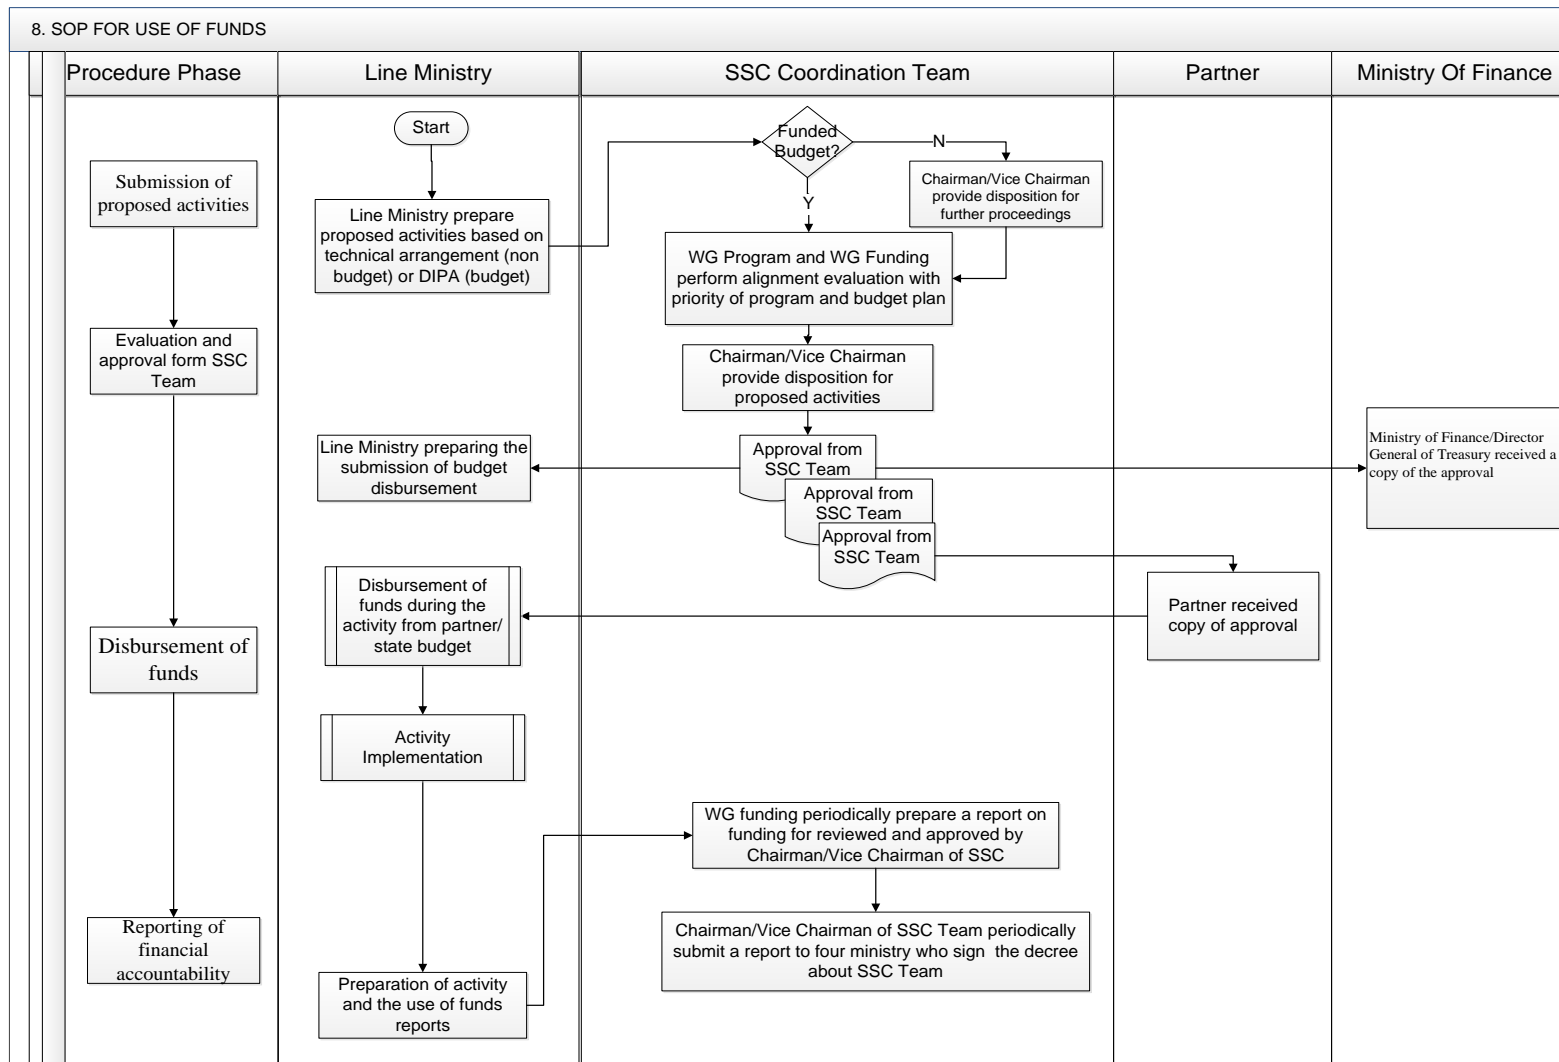 8. SOP FOR USE OF FUNDS
Procedure Phase
Line Ministry
SSC Coordination Team
Partner
Ministry Of Finance
Submission of
proposed activities
Evaluation and
approval form SSC
Team
Disbursement of
funds
Reporting of
financial
accountability
Start
Line Ministry prepare
proposed activities based on
technical arrangement (non
budget) or DIPA (budget)
Funded
Budget?
N
Y
Chairman/Vice Chairman
provide disposition for
further proceedings
WG Program and WG Funding
perform alignment evaluation with
priority of program and budget plan
Chairman/Vice Chairman
provide disposition for
proposed activities
Approval from
SSC Team
Approval from
SSC Team
Approval from
SSC Team
Line Ministry preparing the
submission of budget
disbursement
Ministry of Finance/Director
General of Treasury received a
copy of the approval
Partner received
copy of approval
Disbursement of
funds during the
activity from partner/
state budget
Activity
Implementation
Preparation of activity
and the use of funds
reports
WG funding periodically prepare a report on
funding for reviewed and approved by
Chairman/Vice Chairman of SSC
Chairman/Vice Chairman of SSC Team periodically
submit a report to four ministry who sign the decree
about SSC Team